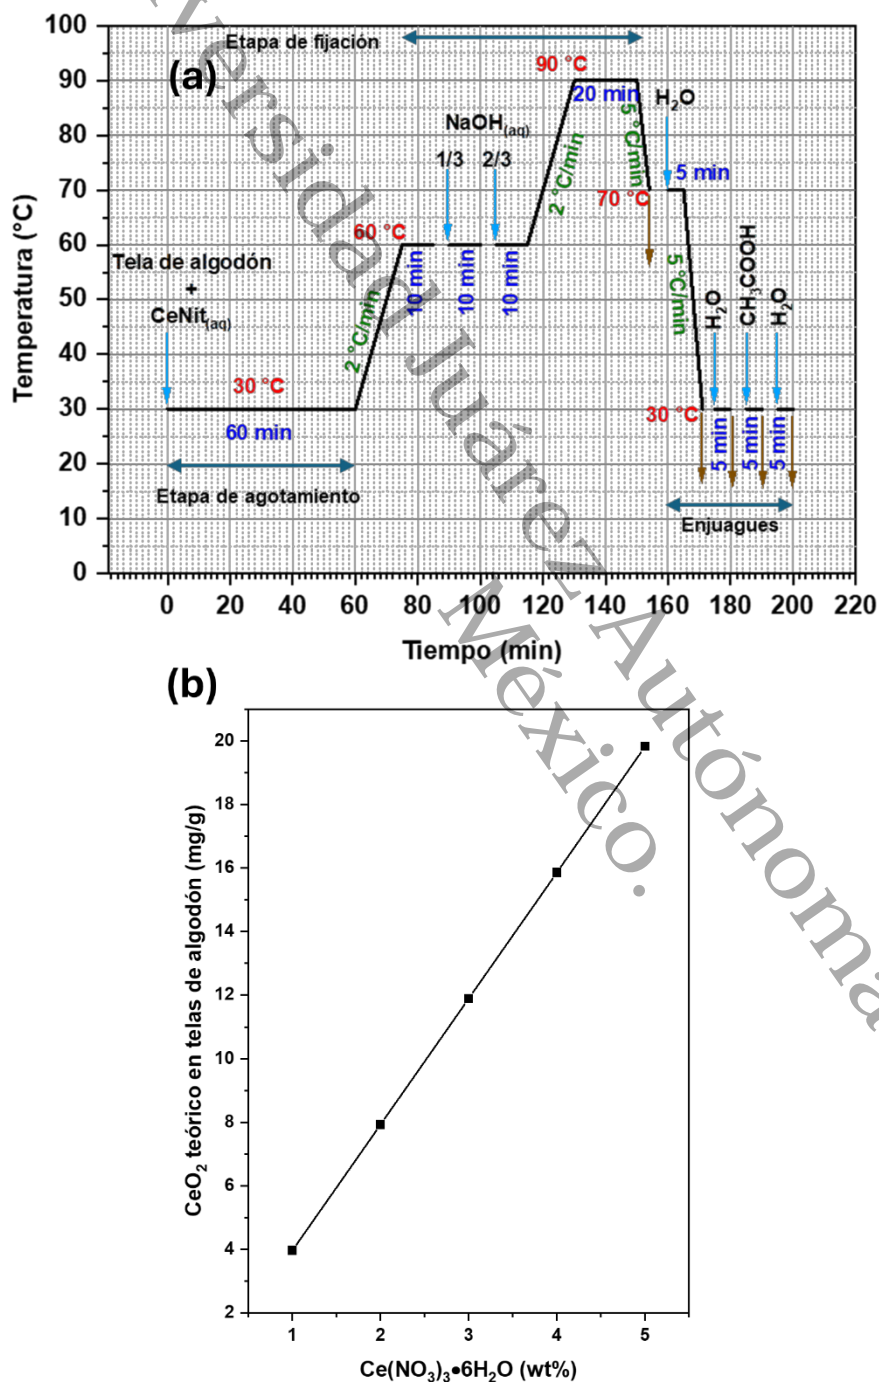 (a)
Etapa de fijación
90 °C
20 min
5 °C/min
H₂O
5 min
NaOH(aq)
1/3
2/3
2 °C/min
70 °C
60 °C
10 min
10 min
10 min
Tela de algodón
+
CeNit(aq)
2 °C/min
5 °C/min
H₂O
CH₃COOH
H₂O
30 °C
60 min
30 °C
5 min
5 min
5 min
Etapa de agotamiento
Enjuagues
Temperatura (°C)
100
90
80
70
60
50
40
30
20
10
0
0 20 40 60 80 100 120 140 160 180 200 220
Tiempo (min)
(b)
CeO₂ teórico en telas de algodón (mg/g)
20
18
16
14
12
10
8
6
4
2
1 2 3 4 5
Ce(NO₃)₃•6H₂O (wt%)
Juárez Autónoma
México.